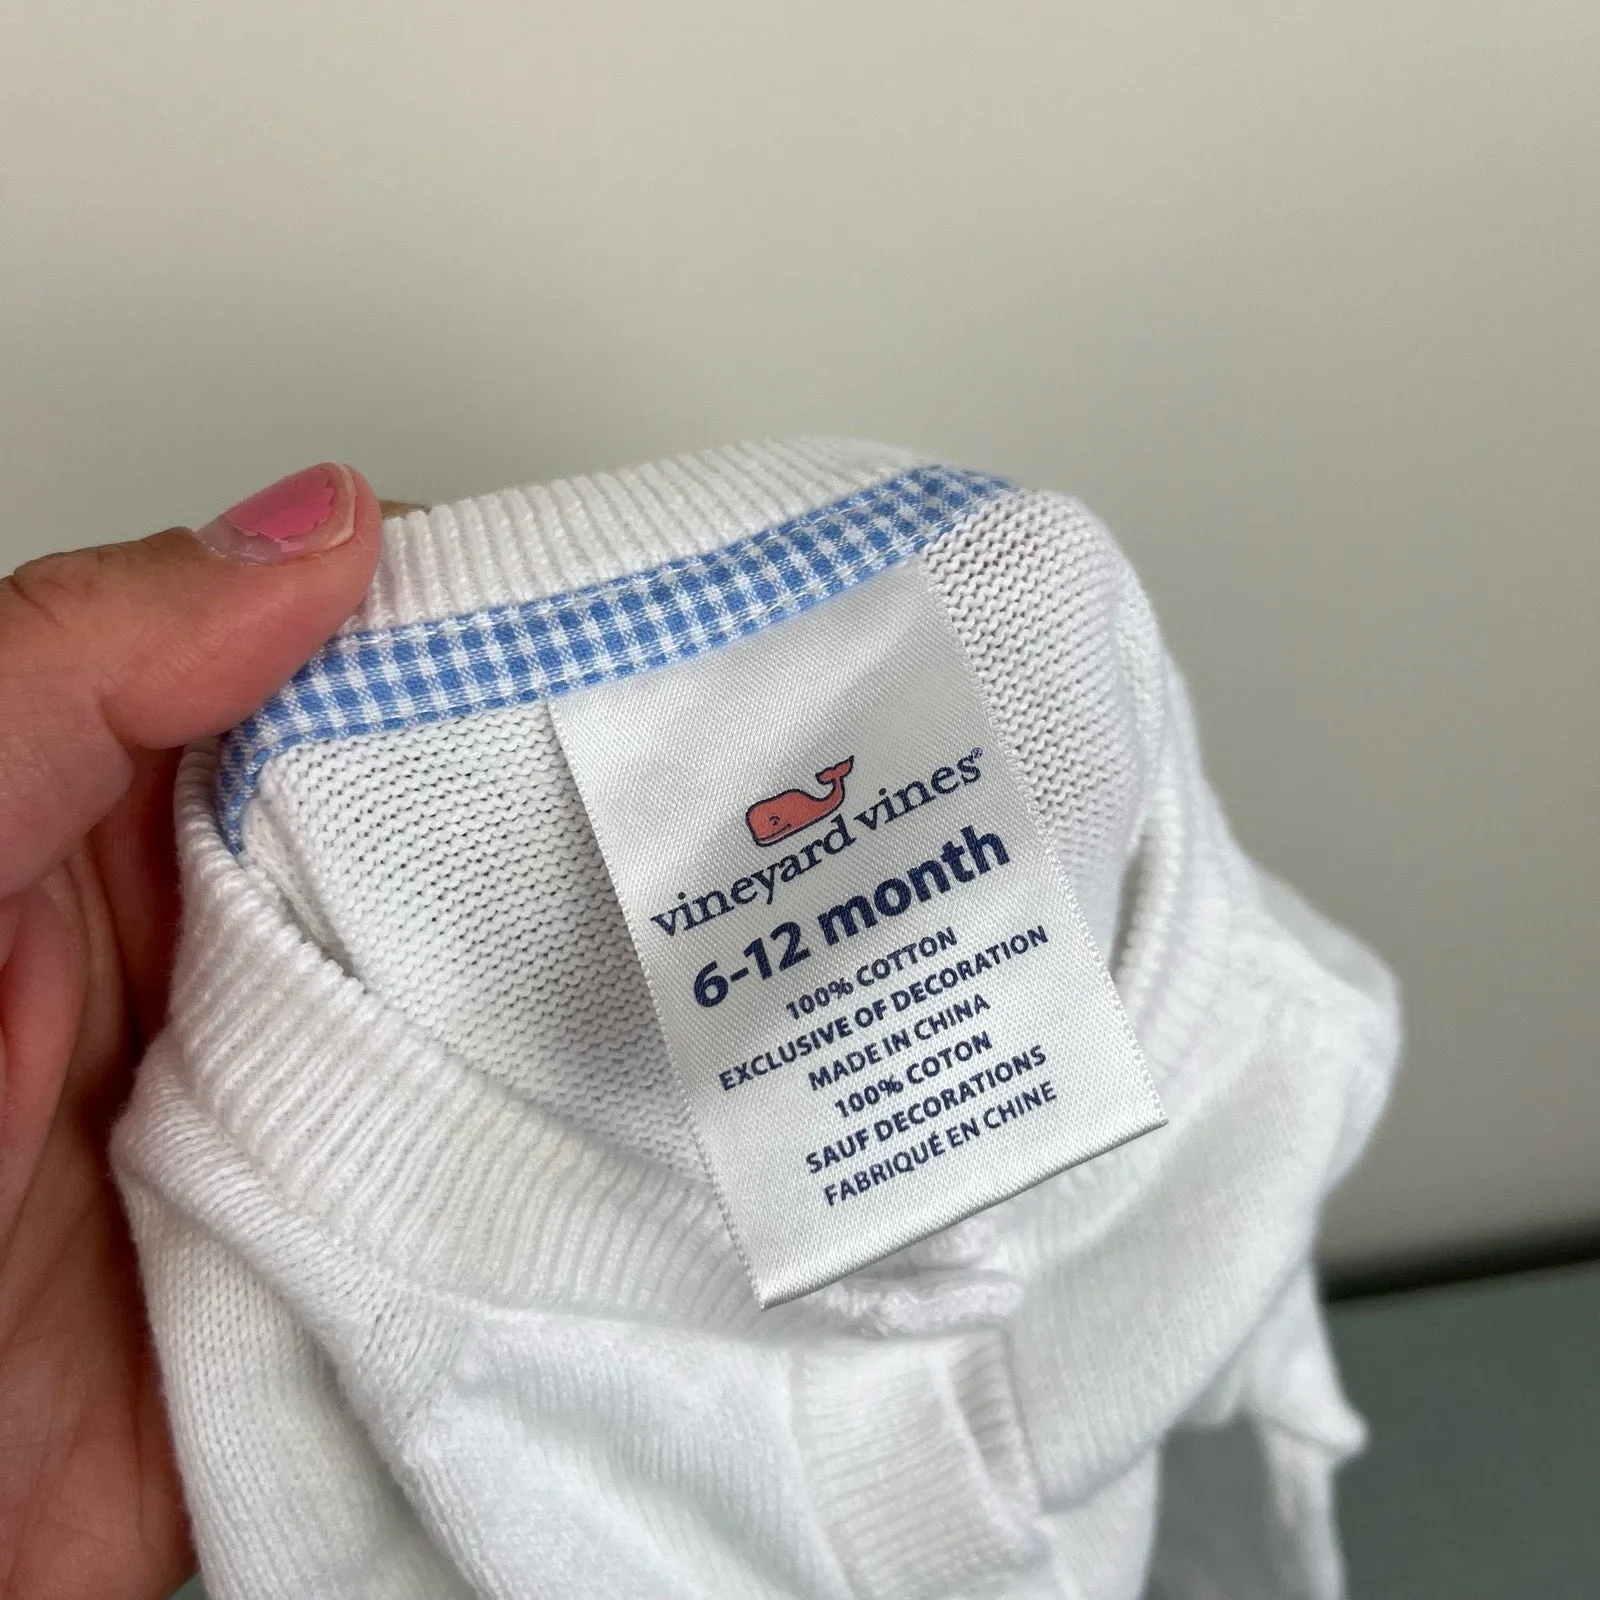 vineyard vines®
6-12 month
100% COTTON
EXCLUSIVE OF DECORATION
MADE IN CHINA
100% COTON
SAUF DECORATIONS
FABRIQUÉ EN CHINE